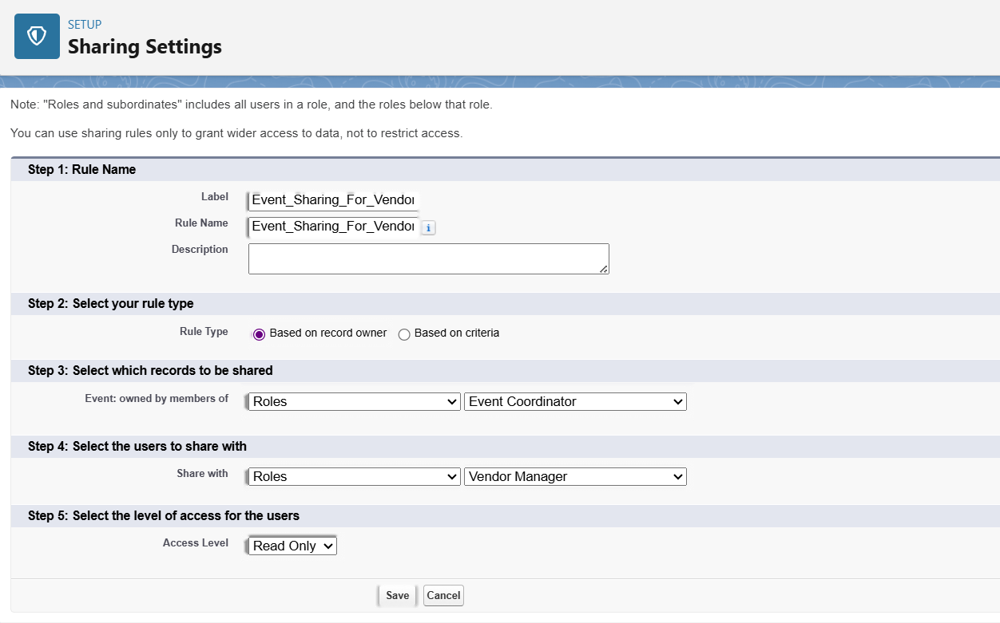 SETUP
Sharing Settings
Note: "Roles and subordinates" includes all users in a role, and the roles below that role.
You can use sharing rules only to grant wider access to data, not to restrict access.
Step 1: Rule Name
Label Event_Sharing_For_Vendor
Rule Name Event_Sharing_For_Vendor i
Description
Step 2: Select your rule type
Rule Type Based on record owner Based on criteria
Step 3: Select which records to be shared
Event: owned by members of Roles Event Coordinator
Step 4: Select the users to share with
Share with Roles Vendor Manager
Step 5: Select the level of access for the users
Access Level Read Only
Save Cancel